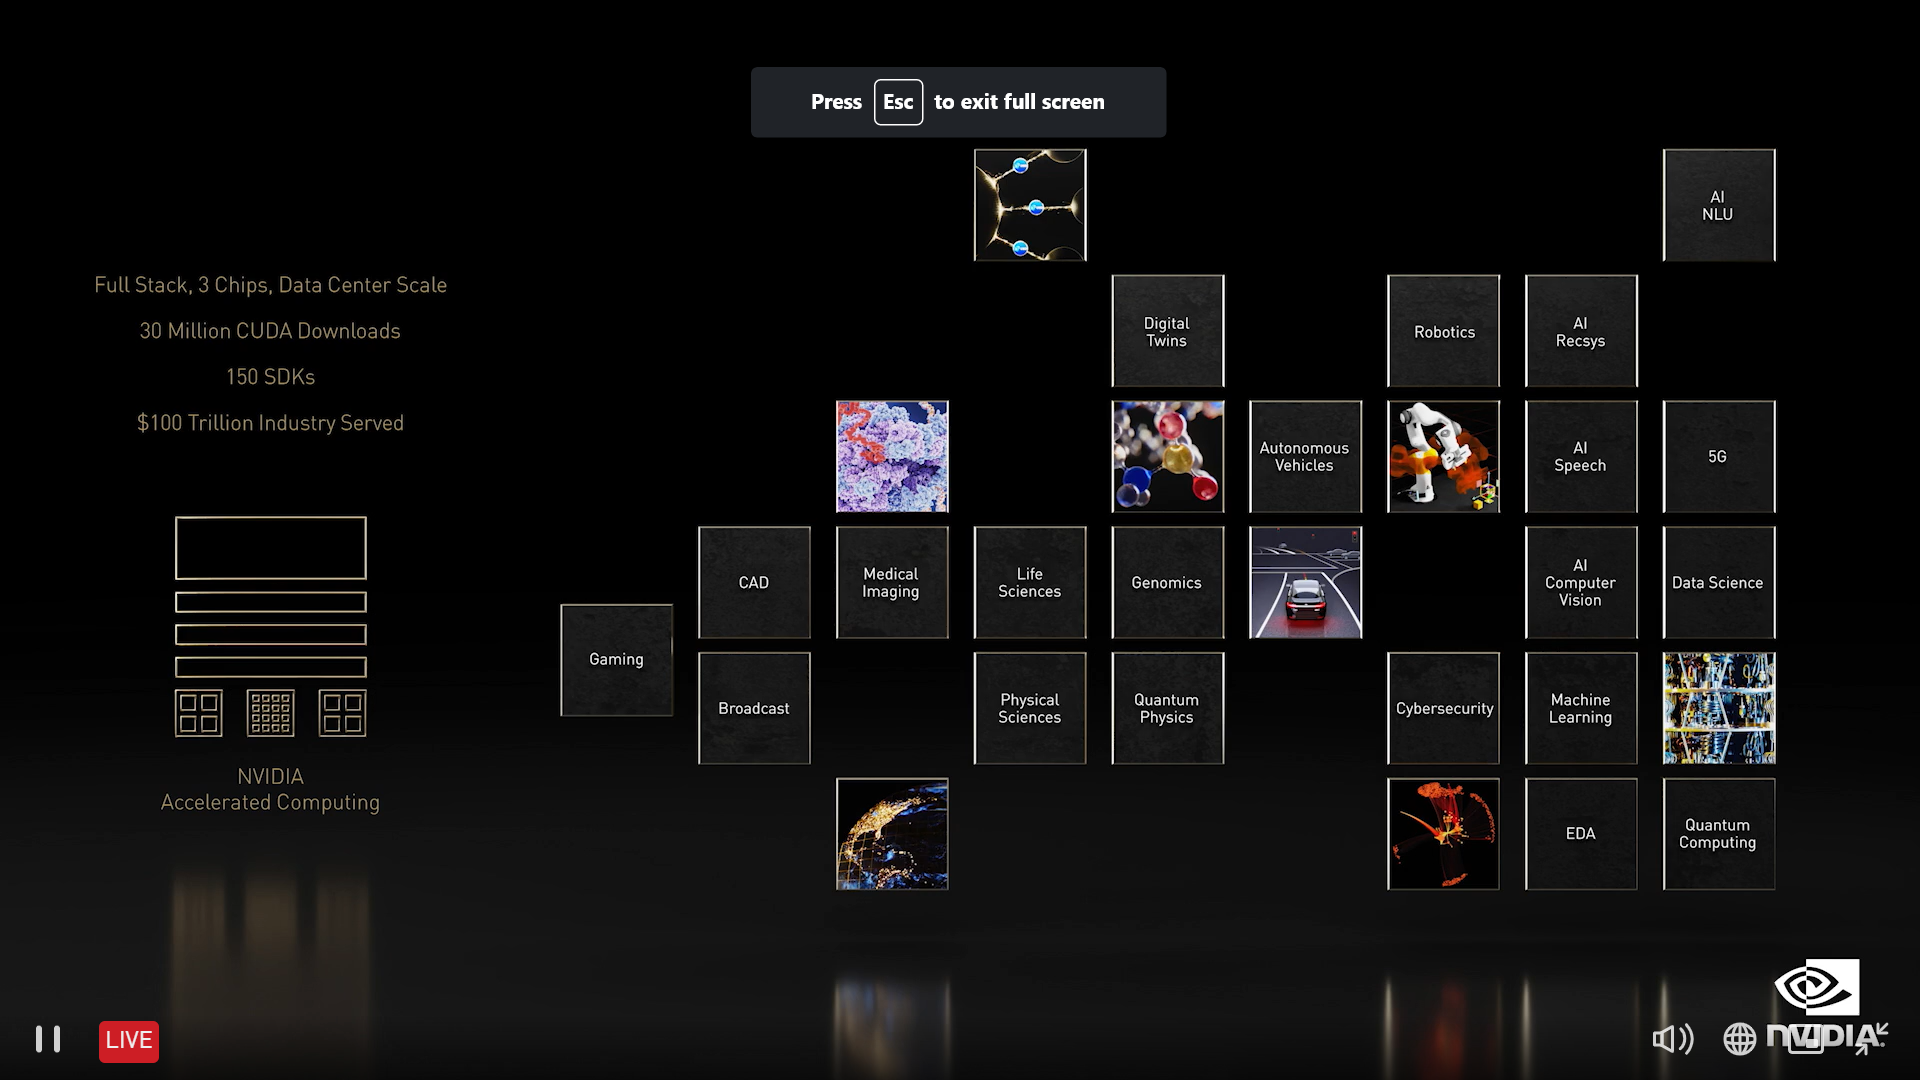 Press Esc to exit full screen
AI
NLU
Full Stack, 3 Chips, Data Center Scale
30 Million CUDA Downloads
150 SDKs
$100 Trillion Industry Served
Digital
Twins
Robotics
AI
Recsys
Autonomous
Vehicles
AI
Speech
5G
CAD
Medical
Imaging
Life
Sciences
Genomics
AI
Computer
Vision
Data Science
Gaming
Broadcast
Physical
Sciences
Quantum
Physics
Cybersecurity
Machine
Learning
NVIDIA
Accelerated Computing
EDA
Quantum
Computing
LIVE
NVIDIA